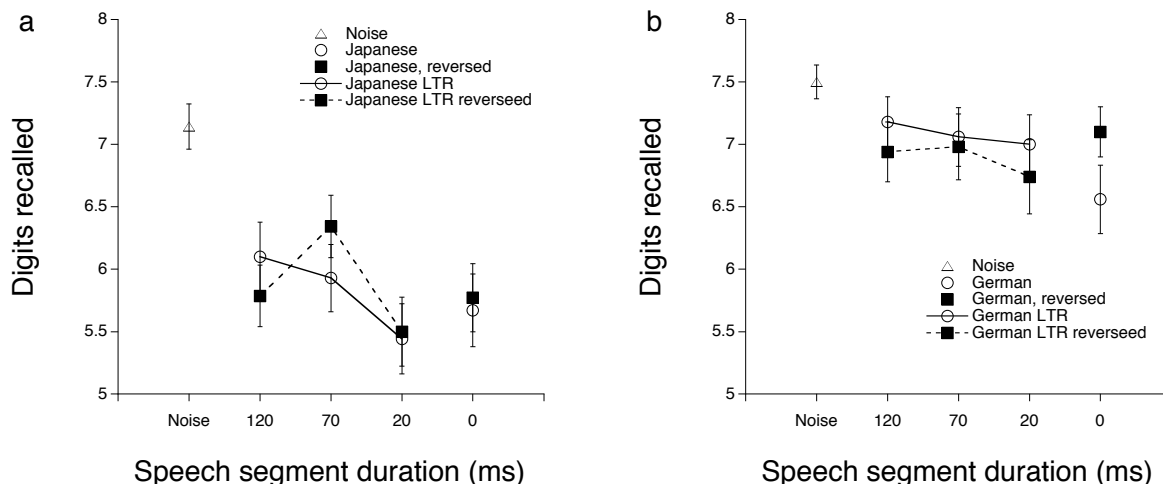 a
8
7.5
7
6.5
6
5.5
5
Digits recalled
Noise
Japanese
Japanese, reversed
Japanese LTR
Japanese LTR reverseed
Noise 120 70 20 0
Speech segment duration (ms)
b
8
7.5
7
6.5
6
5.5
5
Digits recalled
Noise
German
German, reversed
German LTR
German LTR reverseed
Noise 120 70 20 0
Speech segment duration (ms)